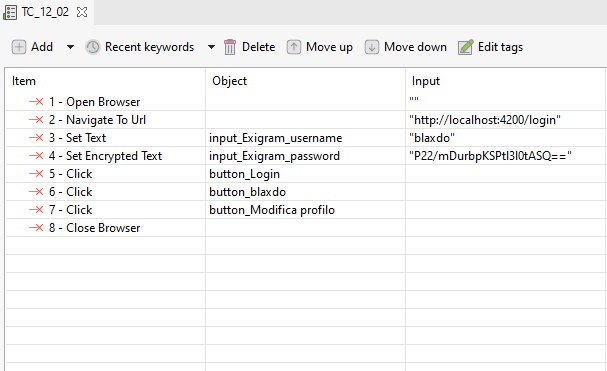 TC_12_02
Add Recent keywords Delete Move up Move down Edit tags
Item Object Input
1 - Open Browser ""
2 - Navigate To Url "http://localhost:4200/login"
3 - Set Text input_Exigram_username "blaxdo"
4 - Set Encrypted Text input_Exigram_password "P22/mDurbpKSPtI3I0tASQ=="
5 - Click button_Login
6 - Click button_blaxdo
7 - Click button_Modifica profilo
8 - Close Browser